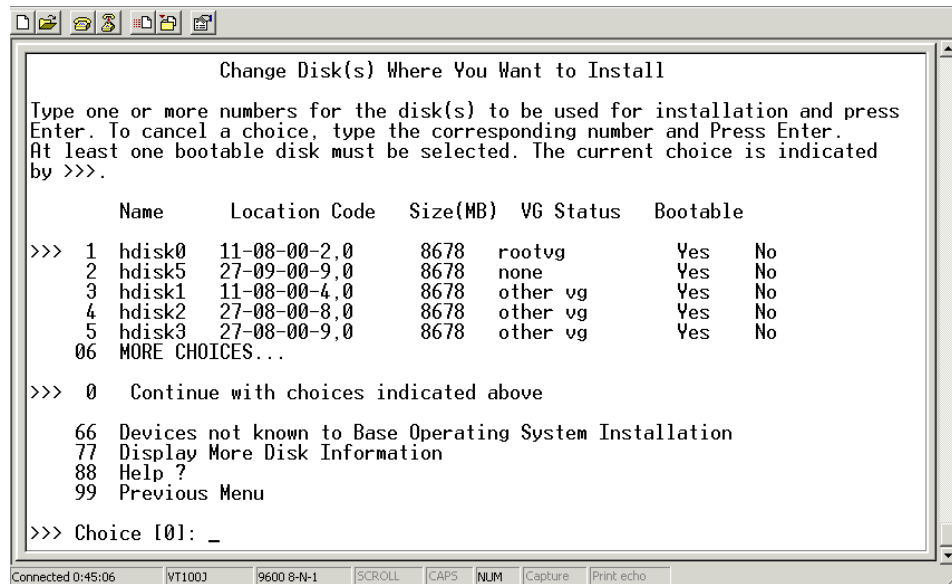 Change Disk(s) Where You Want to Install
Type one or more numbers for the disk(s) to be used for installation and press
Enter. To cancel a choice, type the corresponding number and Press Enter.
At least one bootable disk must be selected. The current choice is indicated
by >>>.
Name Location Code Size(MB) VG Status Bootable
>>> 1 hdisk0 11-08-00-2,0 8678 rootvg Yes No
2 hdisk5 27-09-00-9,0 8678 none Yes No
3 hdisk1 11-08-00-4,0 8678 other vg Yes No
4 hdisk2 27-08-00-8,0 8678 other vg Yes No
5 hdisk3 27-08-00-9,0 8678 other vg Yes No
06 MORE CHOICES...
>>> 0 Continue with choices indicated above
66 Devices not known to Base Operating System Installation
77 Display More Disk Information
88 Help ?
99 Previous Menu
>>> Choice [0]: _
Connected 0:45:06 VT100J 9600 8-N-1 SCROLL CAPS NUM Capture Print echo